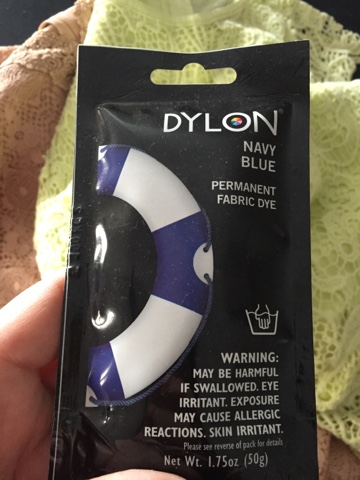 DYLON
NAVY
BLUE
PERMANENT
FABRIC DYE
WARNING:
MAY BE HARMFUL
IF SWALLOWED. EYE
IRRITANT. EXPOSURE
MAY CAUSE ALLERGIC
REACTIONS. SKIN IRRITANT.
Please see reverse of pack for details
Net Wt. 1.75oz (50g)